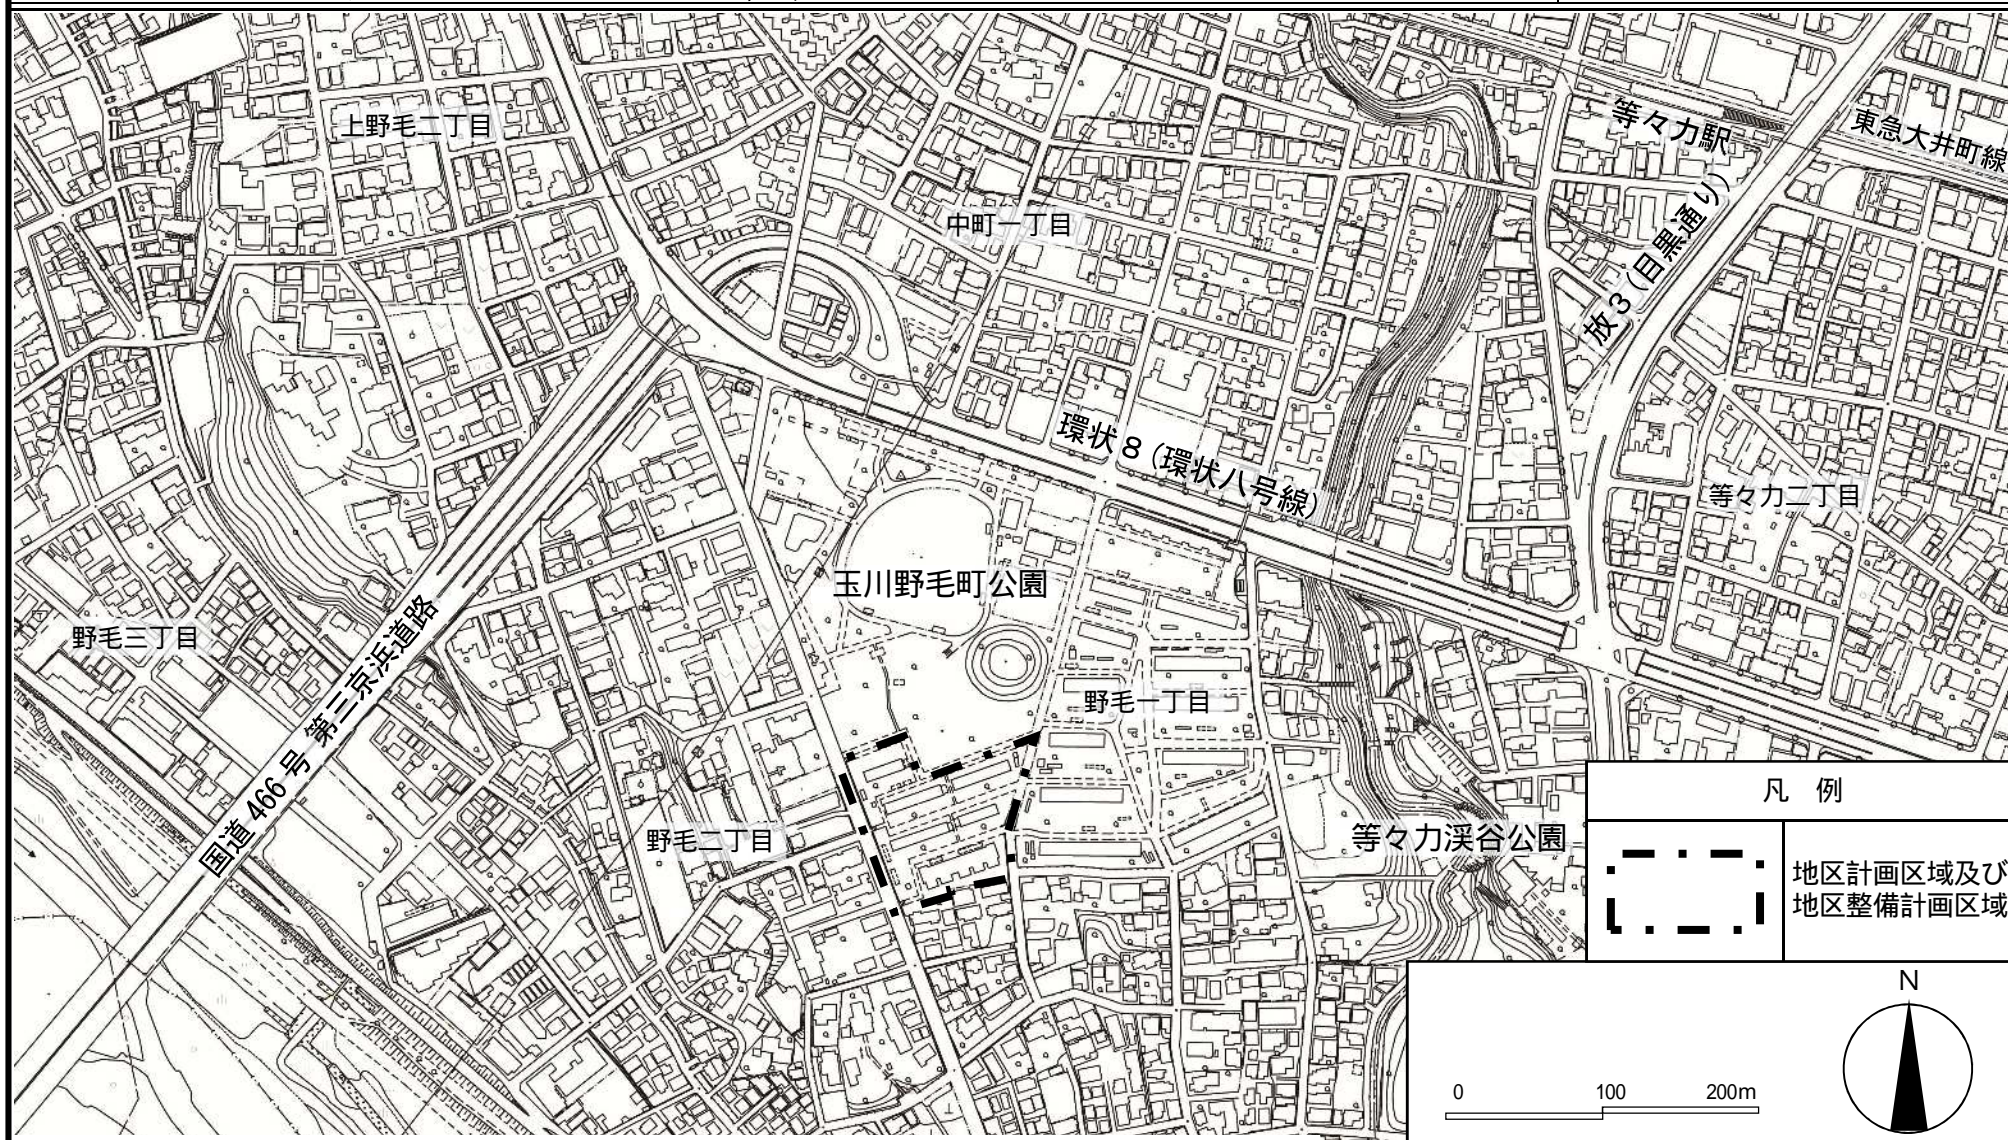 上野毛二丁目
等々力駅
東急大井町線
中町一丁目
放3(目黒通り)
環状8(環状八号線)
等々力二丁目
玉川野毛町公園
野毛三丁目
国道466号 第三京浜道路
野毛一丁目
野毛二丁目
等々力渓谷公園
凡 例
地区計画区域及び
地区整備計画区域
N
0 100 200m